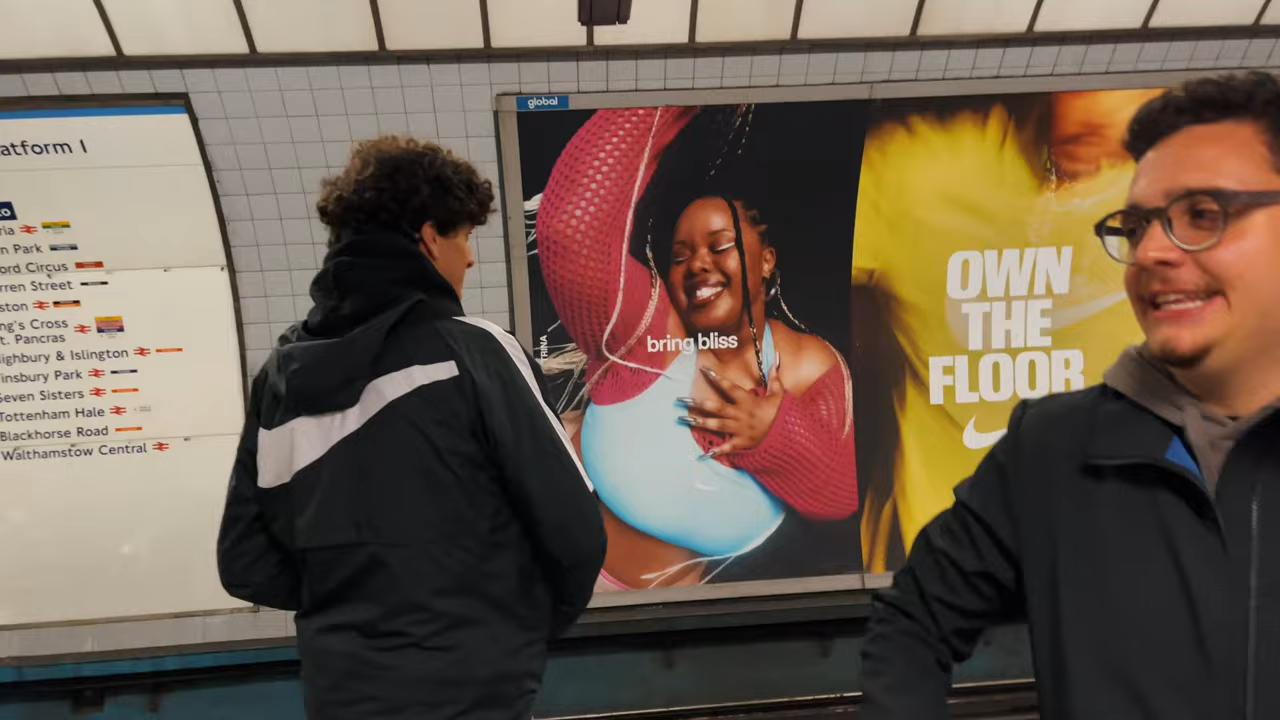 atform 1
ria
n Park
ord Circus
rren Street
ston
ng's Cross
t. Pancras
ighbury & Islington
insbury Park
Seven Sisters
Tottenham Hale
Blackhorse Road
Walthamstow Central
global
TRINA
bring bliss
OWN
THE
FLOOR